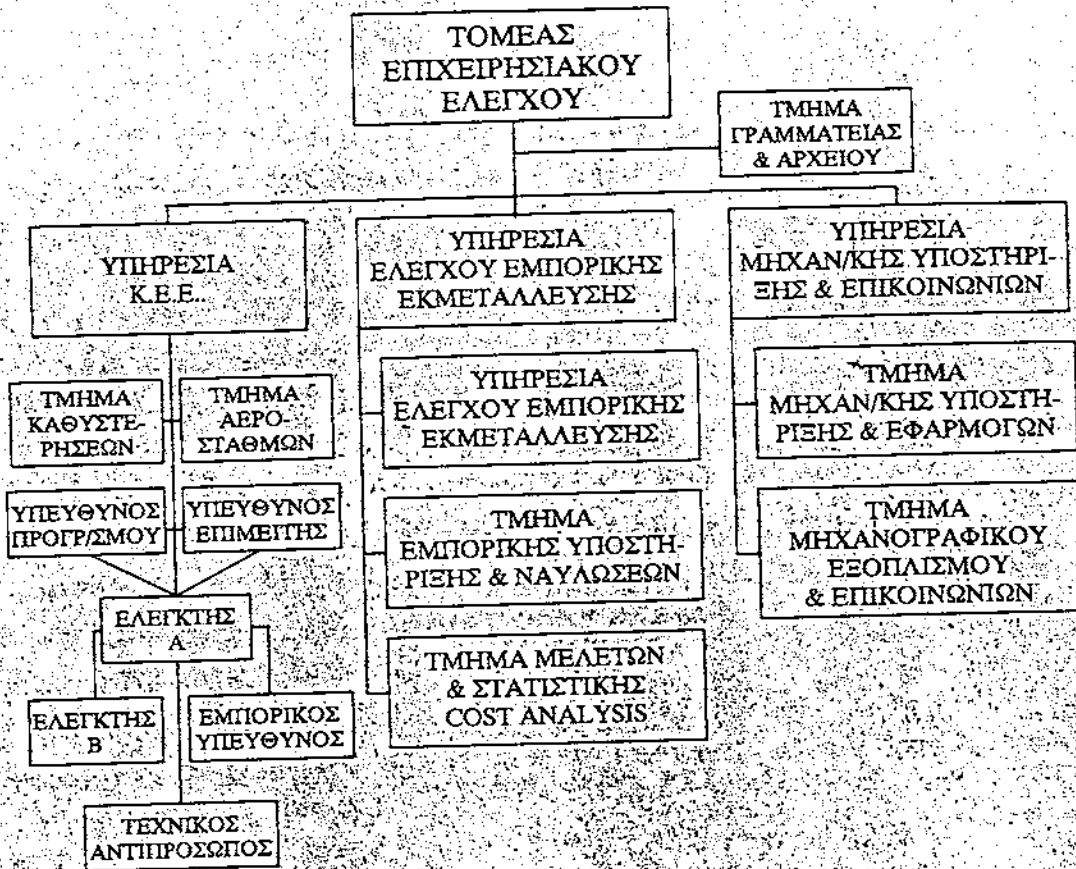 ΤΟΜΕΑΣ
ΕΠΙΧΕΙΡΗΣΙΑΚΟΥ
ΕΛΕΓΧΟΥ
ΤΜΗΜΑ
ΓΡΑΜΜΑΤΕΙΑΣ
& ΑΡΧΕΙΟΥ
ΥΠΗΡΕΣΙΑ
Κ.Ε.Ε..
ΥΠΗΡΕΣΙΑ
ΕΛΕΓΧΟΥ ΕΜΠΟΡΙΚΗΣ
ΕΚΜΕΤΑΛΛΕΥΣΗΣ
ΥΠΗΡΕΣΙΑ
ΜΗΧΑΝ/ΚΗΣ ΥΠΟΣΤΗΡΙ-
ΞΗΣ & ΕΠΙΚΟΙΝΩΝΙΩΝ
ΤΜΗΜΑ
ΚΑΘΥΣΤΕ-
ΡΗΣΕΩΝ
ΤΜΗΜΑ
ΑΕΡΟ-
ΣΤΑΘΜΩΝ
ΥΠΗΡΕΣΙΑ
ΕΛΕΓΧΟΥ ΕΜΠΟΡΙΚΗΣ
ΕΚΜΕΤΑΛΛΕΥΣΗΣ
ΤΜΗΜΑ
ΜΗΧΑΝ/ΚΗΣ ΥΠΟΣΤΗ-
ΡΙΞΗΣ & ΕΦΑΡΜΟΓΩΝ
ΥΠΕΥΘΥΝΟΣ
ΠΡΟΓΡ/ΣΜΟΥ
ΥΠΕΥΘΥΝΟΣ
ΕΠΙΜΕΙΤΗΣ
ΤΜΗΜΑ
ΕΜΠΟΡΙΚΗΣ ΥΠΟΣΤΗ-
ΡΙΞΗΣ & ΝΑΥΛΩΣΕΩΝ
ΤΜΗΜΑ
ΜΗΧΑΝΟΓΡΑΦΙΚΟΥ
ΕΞΟΠΛΙΣΜΟΥ
& ΕΠΙΚΟΙΝΩΝΙΩΝ
ΕΛΕΓΚΤΗΣ
Α
ΕΛΕΓΚΤΗΣ
Β
ΕΜΠΟΡΙΚΟΣ
ΥΠΕΥΘΥΝΟΣ
ΤΜΗΜΑ ΜΕΛΕΤΩΝ
& ΣΤΑΤΙΣΤΙΚΗΣ
COST ANALYSIS
ΤΕΧΝΙΚΟΣ
ΑΝΤΙΠΡΟΣΩΠΟΣ